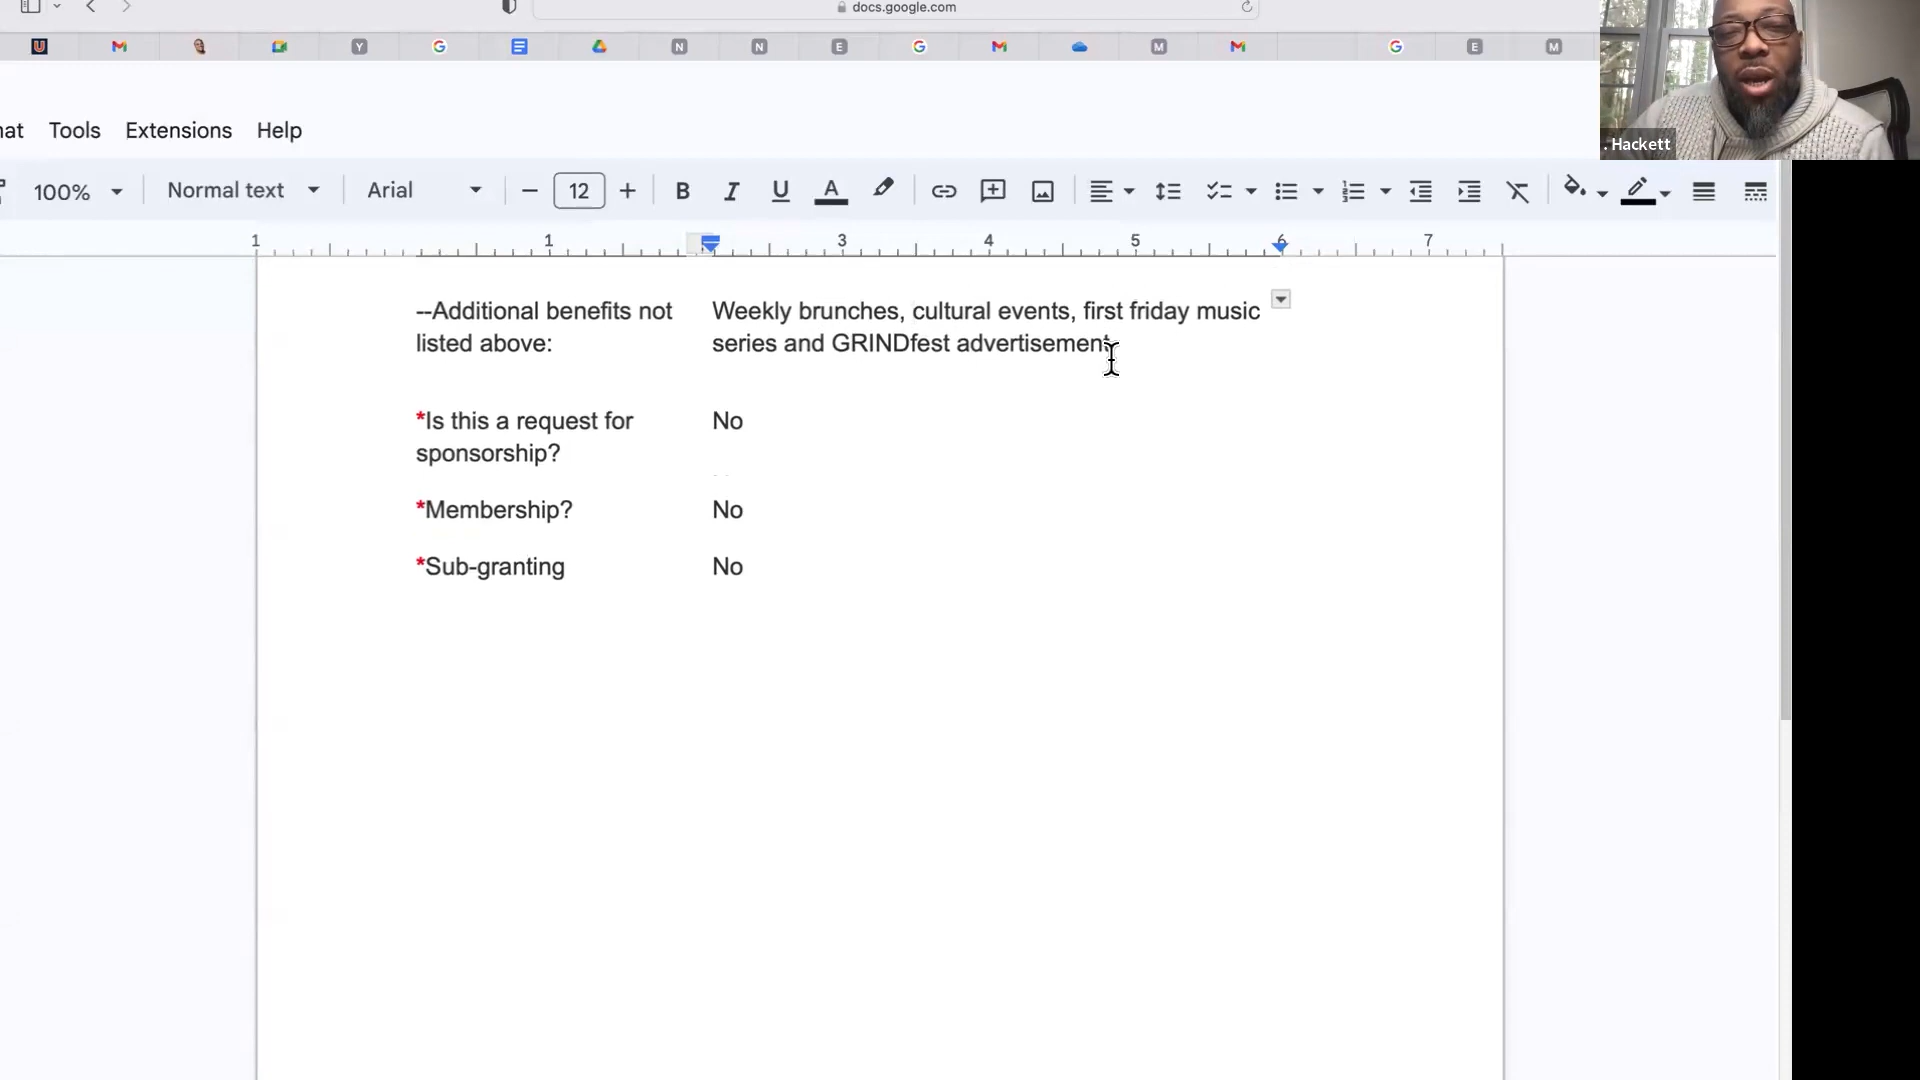 docs.google.com
U
Y
N
N
E
M
E
M
. Hackett
nat Tools Extensions Help
100% Normal text Arial 12 B I U A
1 1 3 4 5 6 7
--Additional benefits not
listed above:
Weekly brunches, cultural events, first friday music
series and GRINDfest advertisement
*Is this a request for
sponsorship?
No
*Membership?
No
*Sub-granting
No